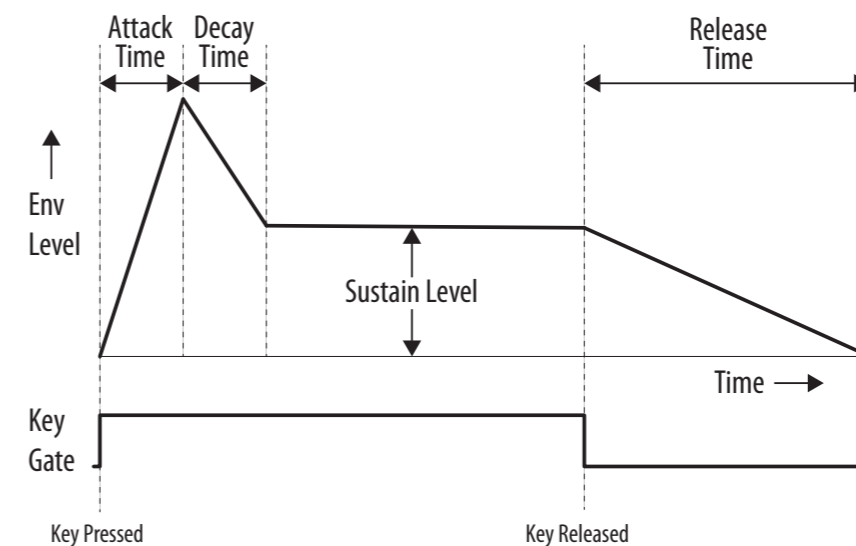 Attack
Time
Decay
Time
Release
Time
Env
Level
Sustain Level
Time
Key
Gate
Key Pressed
Key Released